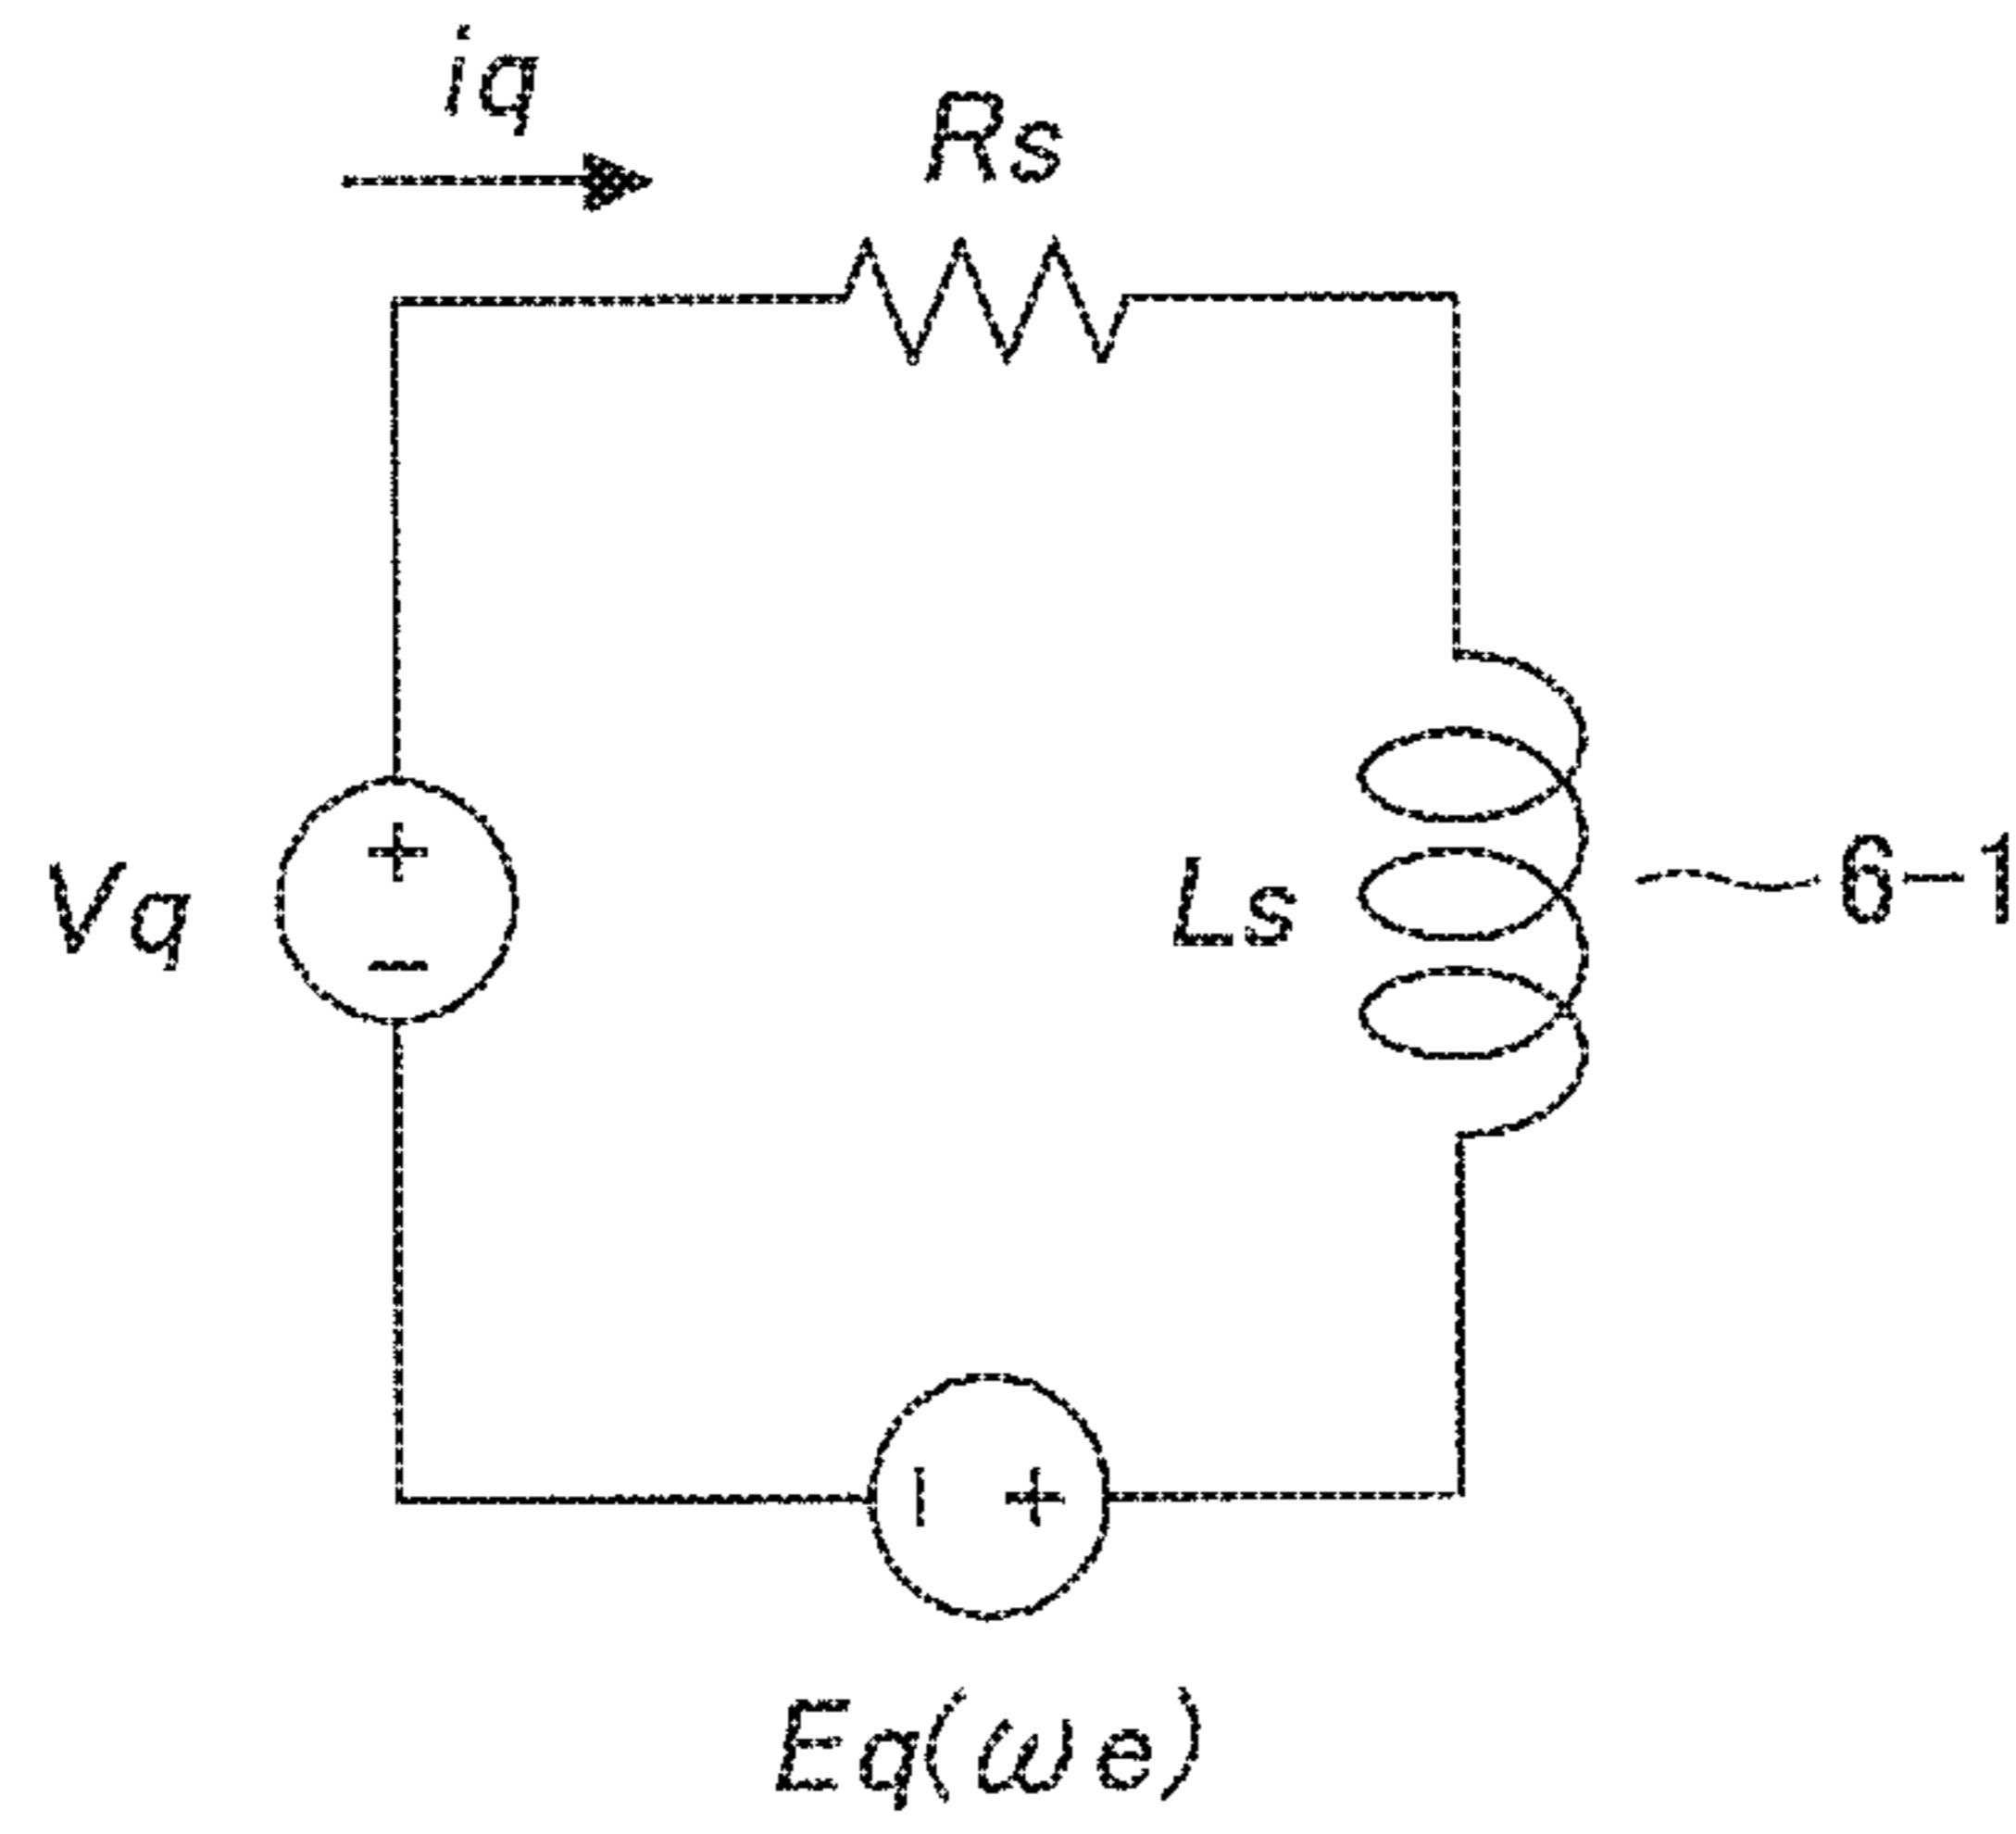 iq
Rs
+
−
Vq
Ls
6-1
− +
Eq(ωe)